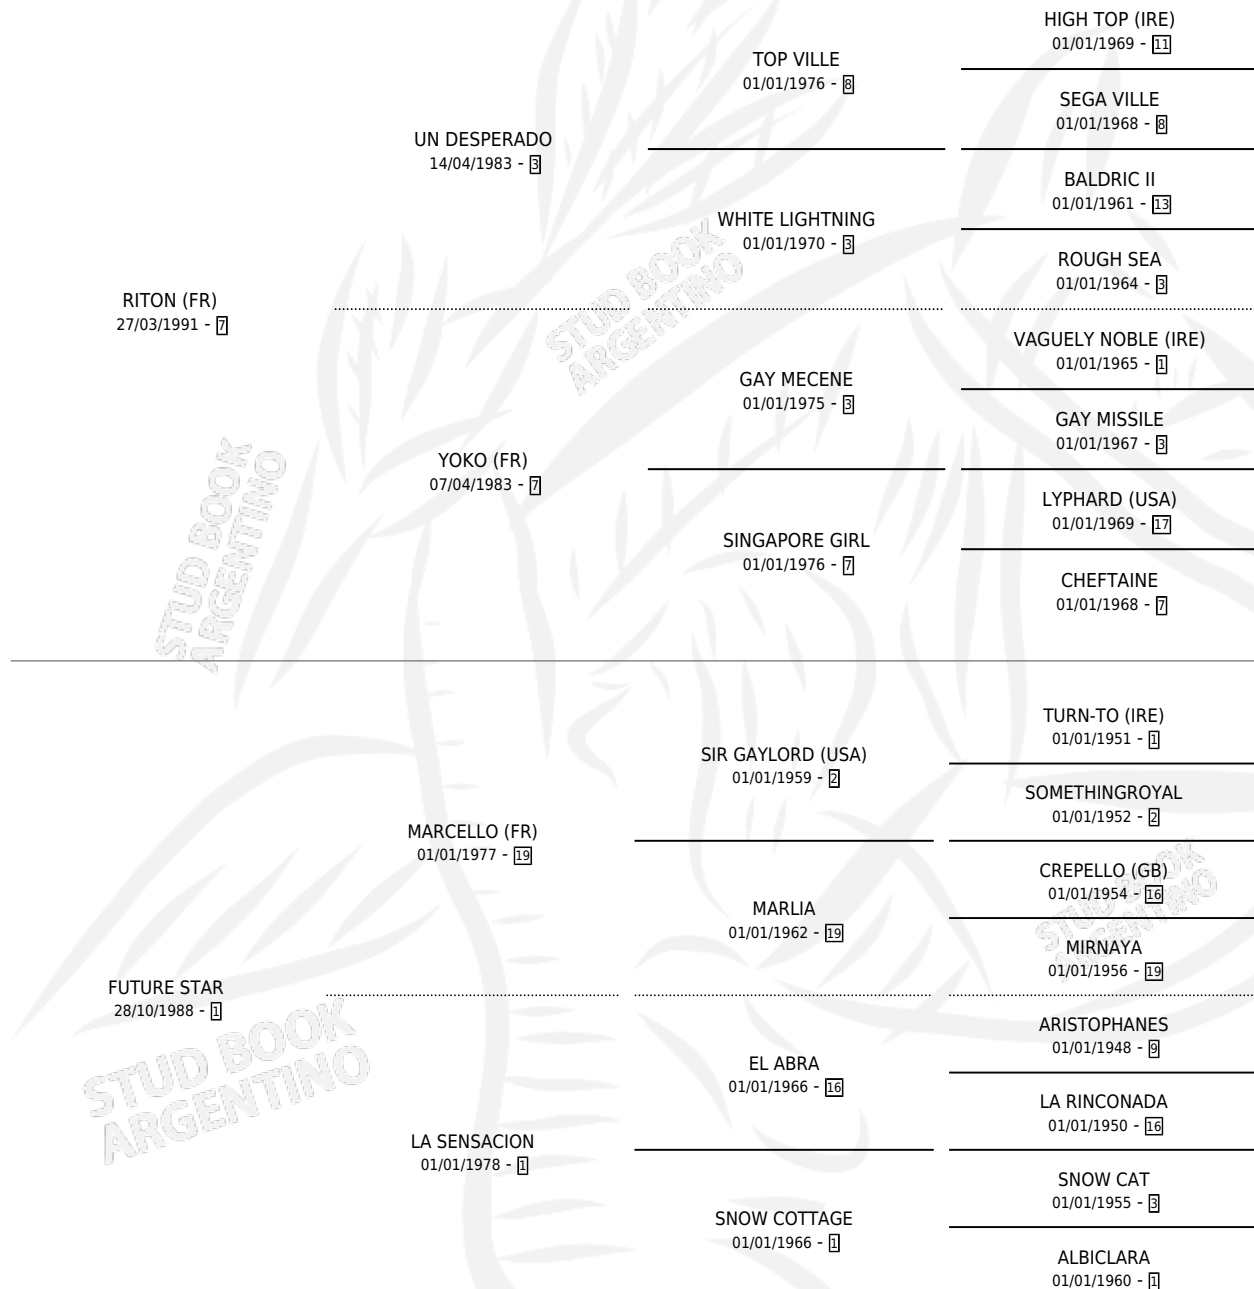 HIGH TOP (IRE)
01/01/1969 - 11
TOP VILLE
01/01/1976 - 8
SEGA VILLE
01/01/1968 - 8
UN DESPERADO
14/04/1983 - 3
BALDRIC II
01/01/1961 - 13
WHITE LIGHTNING
01/01/1970 - 3
ROUGH SEA
01/01/1964 - 3
RITON (FR)
27/03/1991 - 7
VAGUELY NOBLE (IRE)
01/01/1965 - 1
GAY MECENE
01/01/1975 - 3
GAY MISSILE
01/01/1967 - 3
YOKO (FR)
07/04/1983 - 7
LYPHARD (USA)
01/01/1969 - 17
SINGAPORE GIRL
01/01/1976 - 7
CHEFTAINE
01/01/1968 - 7
TURN-TO (IRE)
01/01/1951 - 1
SIR GAYLORD (USA)
01/01/1959 - 2
SOMETHINGROYAL
01/01/1952 - 2
MARCELLO (FR)
01/01/1977 - 19
CREPELLO (GB)
01/01/1954 - 16
MARLIA
01/01/1962 - 19
MIRNAYA
01/01/1956 - 19
FUTURE STAR
28/10/1988 - 1
ARISTOPHANES
01/01/1948 - 9
EL ABRA
01/01/1966 - 16
LA RINCONADA
01/01/1950 - 16
LA SENSACION
01/01/1978 - 1
SNOW CAT
01/01/1955 - 3
SNOW COTTAGE
01/01/1966 - 1
ALBICLARA
01/01/1960 - 1
STUD BOOK
ARGENTINO
STUD BOOK
ARGENTINO
STUD BOOK
ARGENTINO
STUD BOOK
ARGENTINO